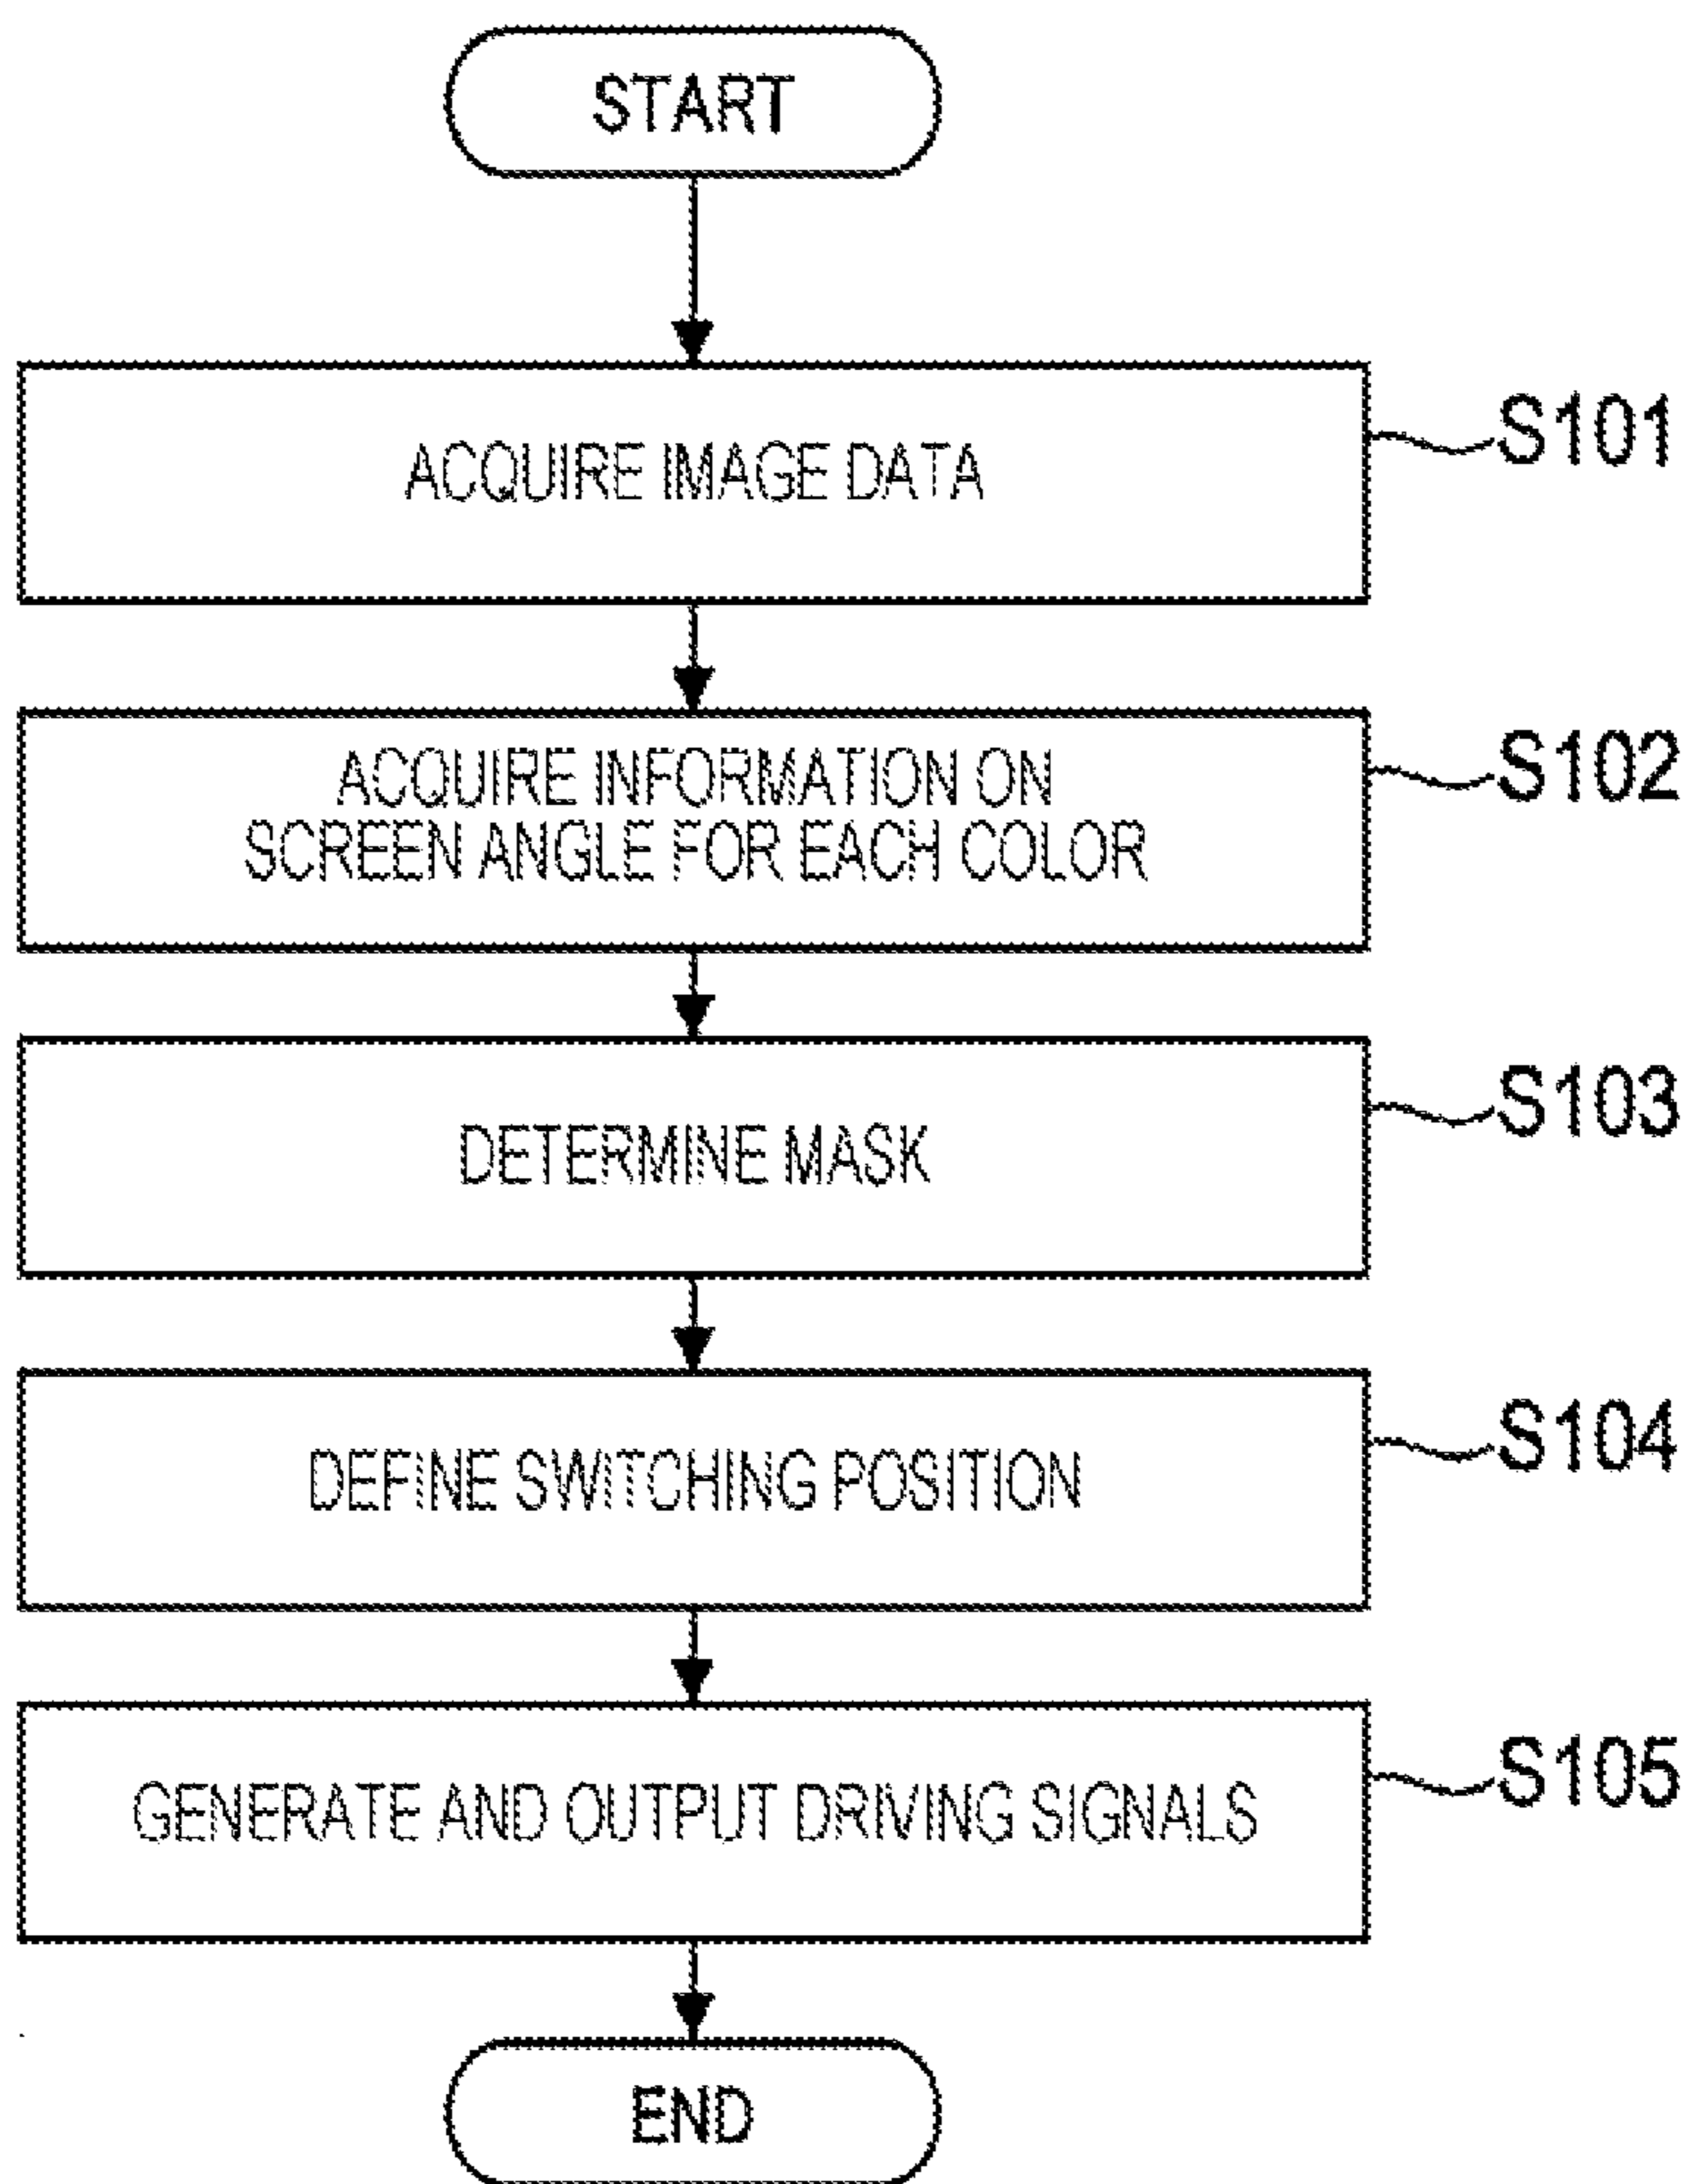 START
ACQUIRE IMAGE DATA
S101
ACQUIRE INFORMATION ON
SCREEN ANGLE FOR EACH COLOR
S102
DETERMINE MASK
S103
DEFINE SWITCHING POSITION
S104
GENERATE AND OUTPUT DRIVING SIGNALS
S105
END